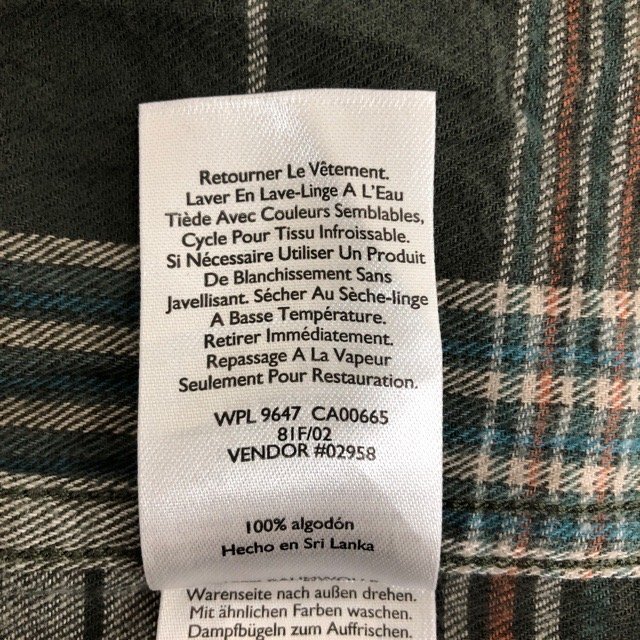 Retourner Le Vêtement.
Laver En Lave-Linge A L'Eau
Tiède Avec Couleurs Semblables,
Cycle Pour Tissu Infroissable.
Si Nécessaire Utiliser Un Produit
De Blanchissement Sans
Javellisant. Sécher Au Sèche-linge
A Basse Température.
Retirer Immédiatement.
Repassage A La Vapeur
Seulement Pour Restauration.
WPL 9647 CA00665
81F/02
VENDOR #02958
100% algodón
Hecho en Sri Lanka
Warenseite nach außen drehen.
Mit ähnlichen Farben waschen.
Dampfbügeln zum Auffrischen.